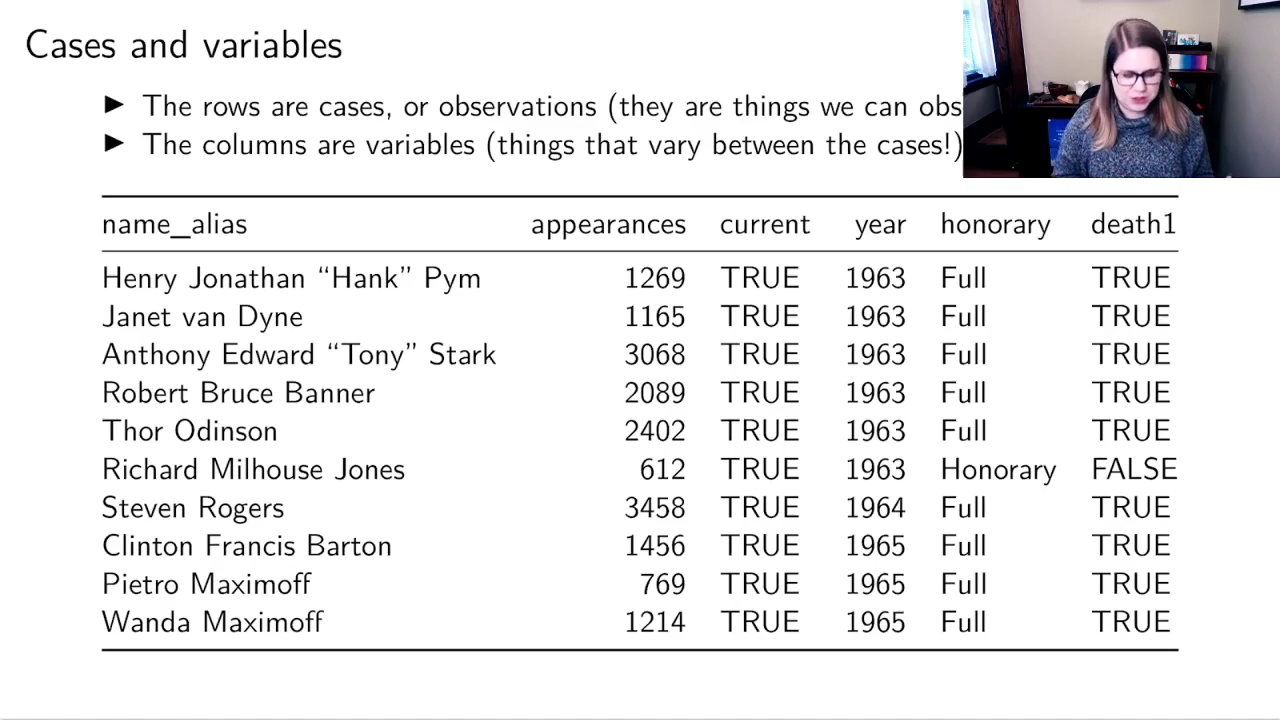 Cases and variables
► The rows are cases, or observations (they are things we can obs
► The columns are variables (things that vary between the cases!)
name_alias appearances current year honorary death1
Henry Jonathan “Hank” Pym 1269 TRUE 1963 Full TRUE
Janet van Dyne 1165 TRUE 1963 Full TRUE
Anthony Edward “Tony” Stark 3068 TRUE 1963 Full TRUE
Robert Bruce Banner 2089 TRUE 1963 Full TRUE
Thor Odinson 2402 TRUE 1963 Full TRUE
Richard Milhouse Jones 612 TRUE 1963 Honorary FALSE
Steven Rogers 3458 TRUE 1964 Full TRUE
Clinton Francis Barton 1456 TRUE 1965 Full TRUE
Pietro Maximoff 769 TRUE 1965 Full TRUE
Wanda Maximoff 1214 TRUE 1965 Full TRUE